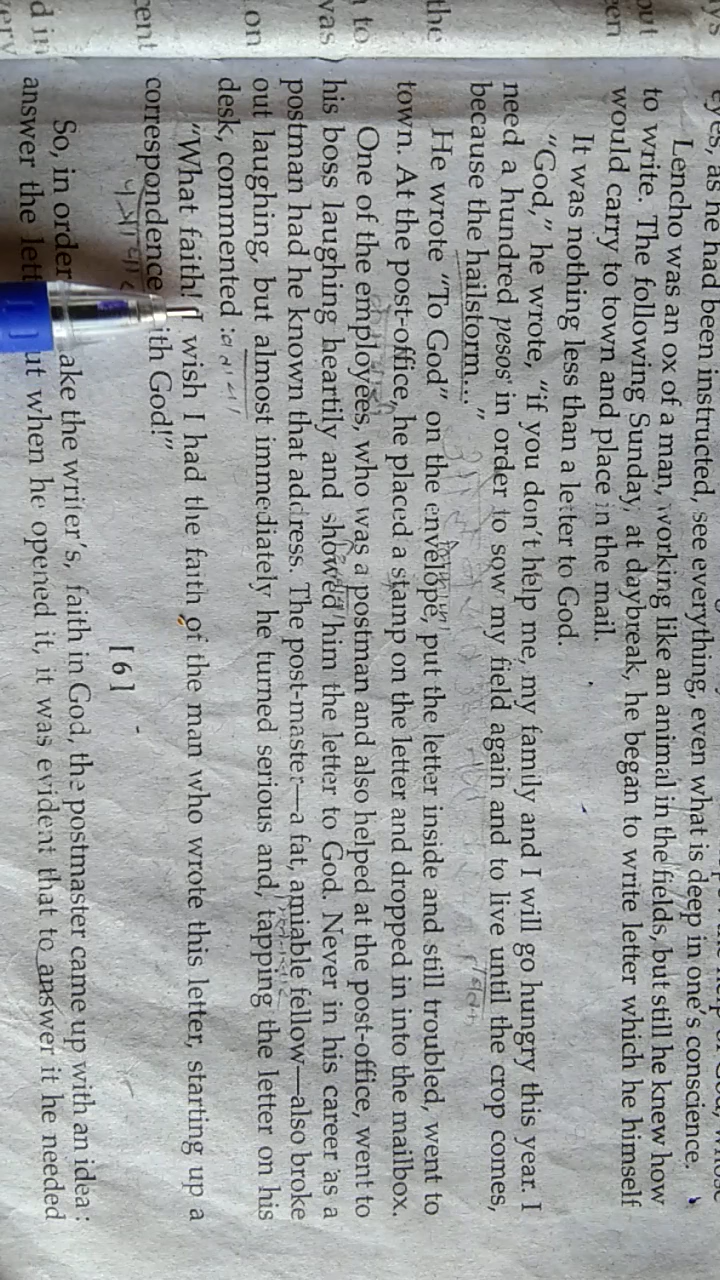 eyes, as he had been instructed, see everything, even what is deep in one's conscience.
Lencho was an ox of a man, working like an animal in the fields, but still he knew how
to write. The following Sunday, at daybreak, he began to write letter which he himself
would carry to town and place in the mail.
It was nothing less than a letter to God.
"God," he wrote, "if you don't help me, my family and I will go hungry this year. I
need a hundred pesos in order to sow my field again and to live until the crop comes,
because the hailstorm..."
He wrote "To God" on the envelope, put the letter inside and still troubled, went to
town. At the post-office, he placed a stamp on the letter and dropped in into the mailbox.
One of the employees, who was a postman and also helped at the post-office, went to
his boss laughing heartily and showed him the letter to God. Never in his career as a
postman had he known that address. The post-master—a fat, amiable fellow—also broke
out laughing, but almost immediately he turned serious and, tapping the letter on his
desk, commented :
"What faith! I wish I had the faith of the man who wrote this letter, starting up a
correspondence with God!"
[6]
So, in order ake the writer's, faith in God, the postmaster came up with an idea :
answer the lett ut when he opened it, it was evident that to answer it he needed